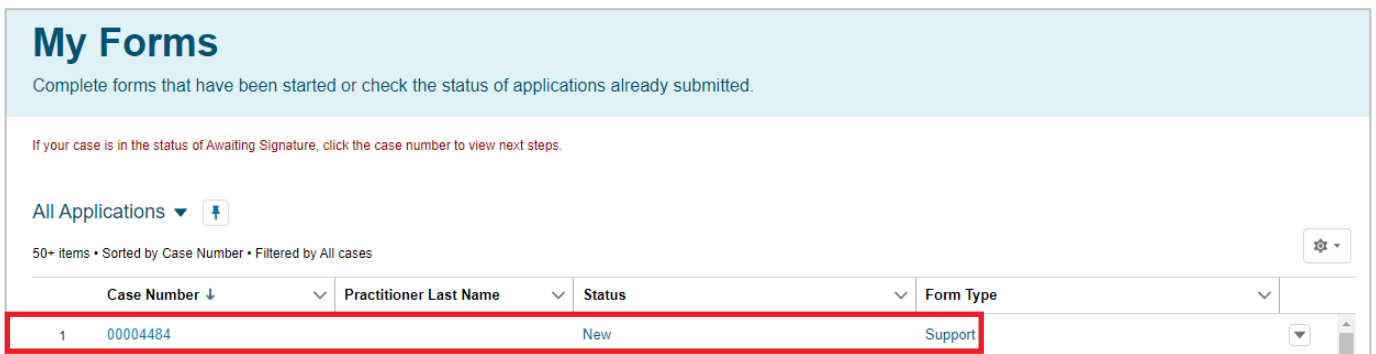 My Forms
Complete forms that have been started or check the status of applications already submitted.
If your case is in the status of Awaiting Signature, click the case number to view next steps.
All Applications
50+ items • Sorted by Case Number • Filtered by All cases
Case Number Practitioner Last Name Status Form Type
1 00004484 New Support